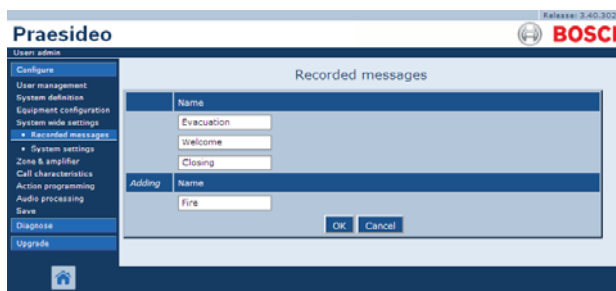 Release: 3.40.302
Praesideo
BOSCH
User: admin
Configure
User management
System definition
Equipment configuration
System wide settings
Recorded messages
System settings
Zone & amplifier
Call characteristics
Action programming
Audio processing
Save
Diagnose
Upgrade
Recorded messages
Name
Evacuation
Welcome
Closing
Adding Name
Fire
OK Cancel